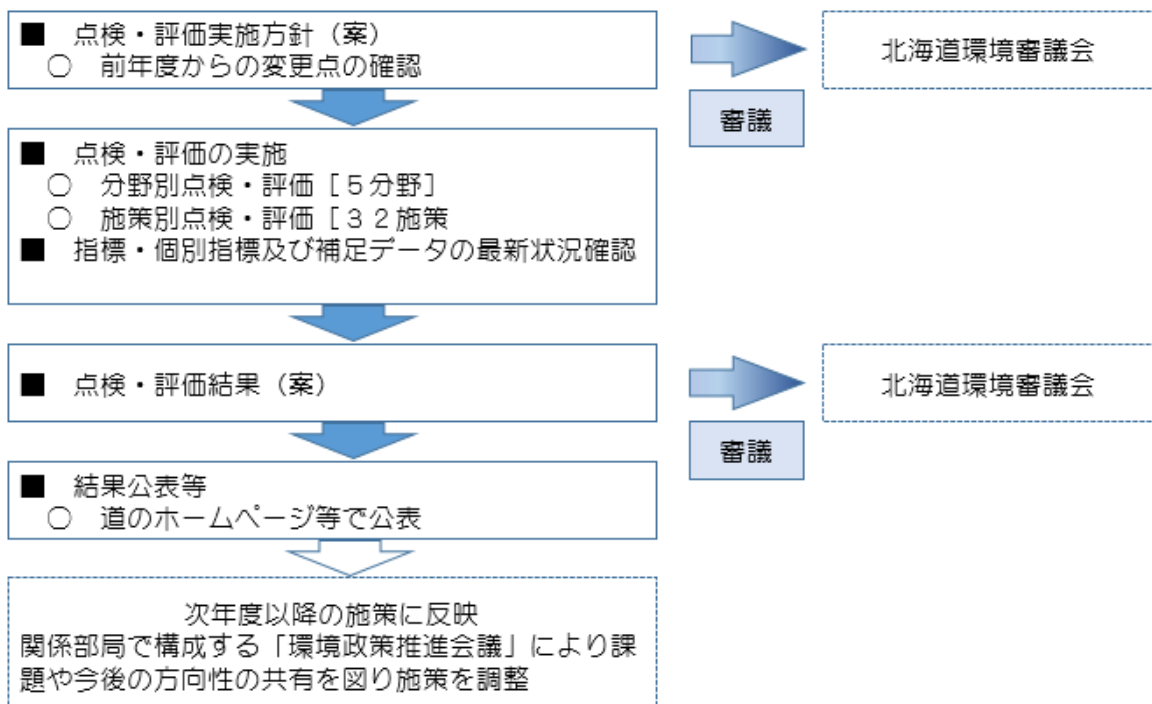 ■ 点検・評価実施方針（案）
○ 前年度からの変更点の確認
北海道環境審議会
審議
■ 点検・評価の実施
○ 分野別点検・評価［５分野］
○ 施策別点検・評価［３２施策
■ 指標・個別指標及び補足データの最新状況確認
■ 点検・評価結果（案）
北海道環境審議会
審議
■ 結果公表等
○ 道のホームページ等で公表
次年度以降の施策に反映
関係部局で構成する「環境政策推進会議」により課
題や今後の方向性の共有を図り施策を調整